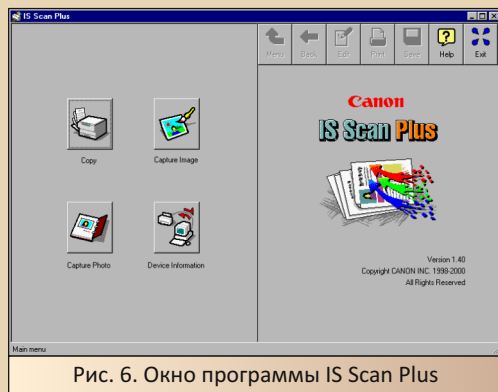 IS Scan Plus
Menu Back Edit Print Save Help Exit
Copy Capture Image
Capture Photo Device Information
Canon
IS Scan Plus
Version 1.40
Copyright CANON INC. 1998-2000
All Rights Reserved
Main menu
Рис. 6. Окно программы IS Scan Plus